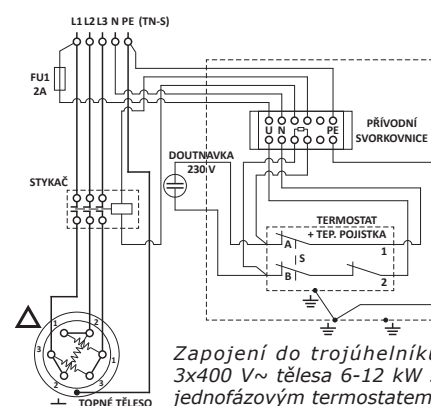 L1 L2 L3 N PE (TN-S)
FU1
2A
U N PE
PŘÍVODNÍ
SVORKOVNICE
DOUTNAVKA
230 V
STYKAČ
TERMOSTAT
+ TEP. POJISTKA
A
S
B
1
2
1
2
3
1
2
3
TOPNÉ TĚLESO
Zapojení do trojúhelníku
3x400 V~ tělesa 6-12 kW
jednofázovým termostatem